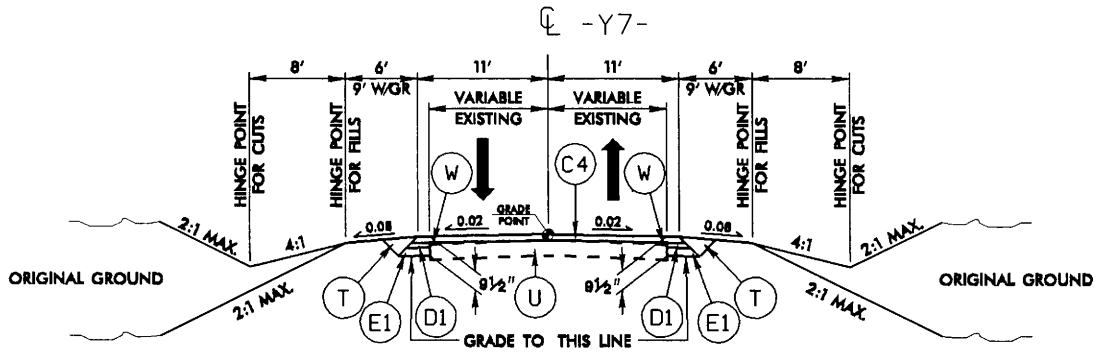 ℄ -Y7-
8' 6' 11' 11' 6' 8'
9' W/GR 9' W/GR
VARIABLE EXISTING VARIABLE EXISTING
HINGE POINT FOR CUTS
HINGE POINT FOR FILLS
HINGE POINT FOR FILLS
HINGE POINT FOR CUTS
W C4 W
GRADE POINT
0.08 0.02 0.02 0.08
2:1 MAX. 4:1 4:1 2:1 MAX.
ORIGINAL GROUND ORIGINAL GROUND
2:1 MAX. T E1 D1 9½" U 9½" D1 E1 T 2:1 MAX.
GRADE TO THIS LINE